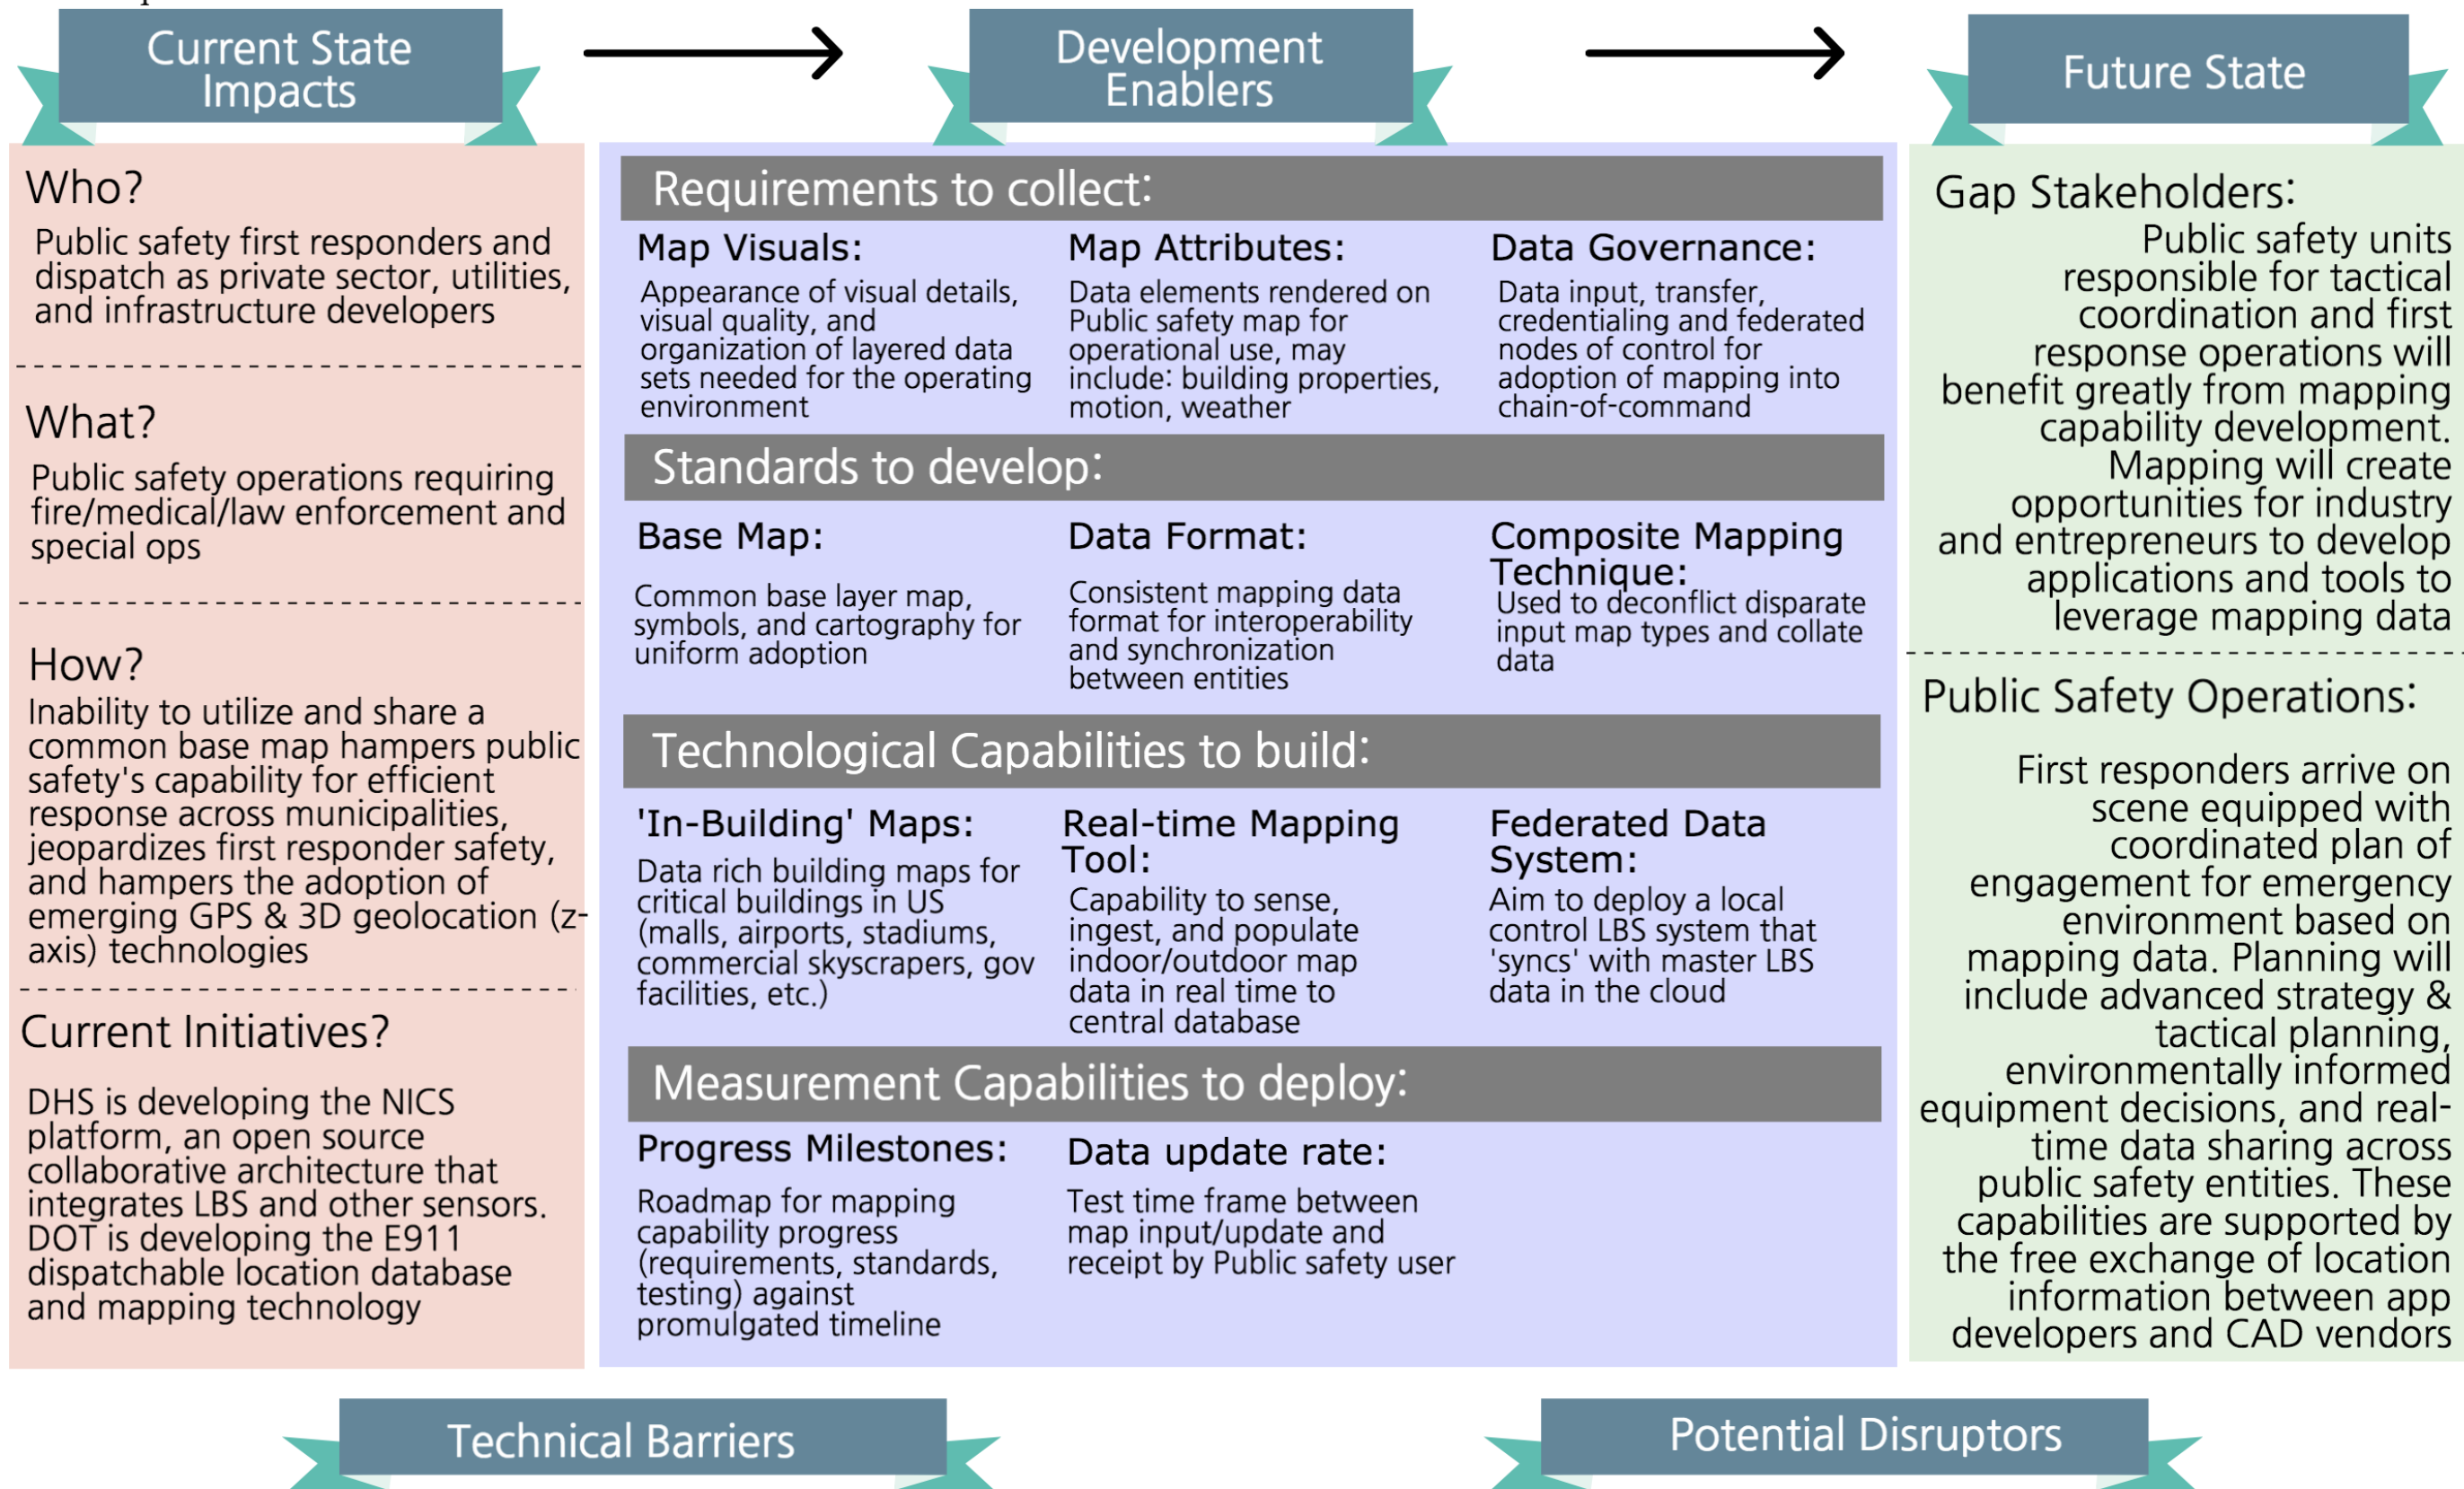 Current State
Impacts
Development
Enablers
Future State
Who?
Public safety first responders and
dispatch as private sector, utilities,
and infrastructure developers
What?
Public safety operations requiring
fire/medical/law enforcement and
special ops
How?
Inability to utilize and share a
common base map hampers public
safety's capability for efficient
response across municipalities,
jeopardizes first responder safety,
and hampers the adoption of
emerging GPS & 3D geolocation (z-
axis) technologies
Current Initiatives?
DHS is developing the NICS
platform, an open source
collaborative architecture that
integrates LBS and other sensors.
DOT is developing the E911
dispatchable location database
and mapping technology
Requirements to collect:
Map Visuals:
Appearance of visual details,
visual quality, and
organization of layered data
sets needed for the operating
environment
Map Attributes:
Data elements rendered on
Public safety map for
operational use, may
include: building properties,
motion, weather
Data Governance:
Data input, transfer,
credentialing and federated
nodes of control for
adoption of mapping into
chain-of-command
Standards to develop:
Base Map:
Common base layer map,
symbols, and cartography for
uniform adoption
Data Format:
Consistent mapping data
format for interoperability
and synchronization
between entities
Composite Mapping
Technique:
Used to deconflict disparate
input map types and collate
data
Technological Capabilities to build:
'In-Building' Maps:
Data rich building maps for
critical buildings in US
(malls, airports, stadiums,
commercial skyscrapers, gov
facilities, etc.)
Real-time Mapping
Tool:
Capability to sense,
ingest, and populate
indoor/outdoor map
data in real time to
central database
Federated Data
System:
Aim to deploy a local
control LBS system that
'syncs' with master LBS
data in the cloud
Measurement Capabilities to deploy:
Progress Milestones:
Roadmap for mapping
capability progress
(requirements, standards,
testing) against
promulgated timeline
Data update rate:
Test time frame between
map input/update and
receipt by Public safety user
Gap Stakeholders:
Public safety units
responsible for tactical
coordination and first
response operations will
benefit greatly from mapping
capability development.
Mapping will create
opportunities for industry
and entrepreneurs to develop
applications and tools to
leverage mapping data
Public Safety Operations:
First responders arrive on
scene equipped with
coordinated plan of
engagement for emergency
environment based on
mapping data. Planning will
include advanced strategy &
tactical planning,
environmentally informed
equipment decisions, and real-
time data sharing across
public safety entities. These
capabilities are supported by
the free exchange of location
information between app
developers and CAD vendors
Technical Barriers
Potential Disruptors